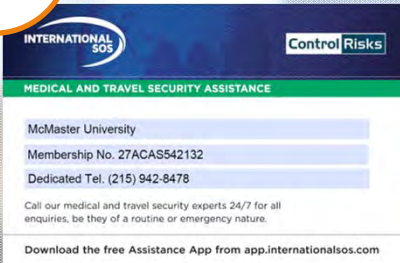 INTERNATIONAL
SOS
Control Risks
MEDICAL AND TRAVEL SECURITY ASSISTANCE
McMaster University
Membership No. 27ACAS542132
Dedicated Tel. (215) 942-8478
Call our medical and travel security experts 24/7 for all
enquiries, be they of a routine or emergency nature.
Download the free Assistance App from app.internationalsos.com